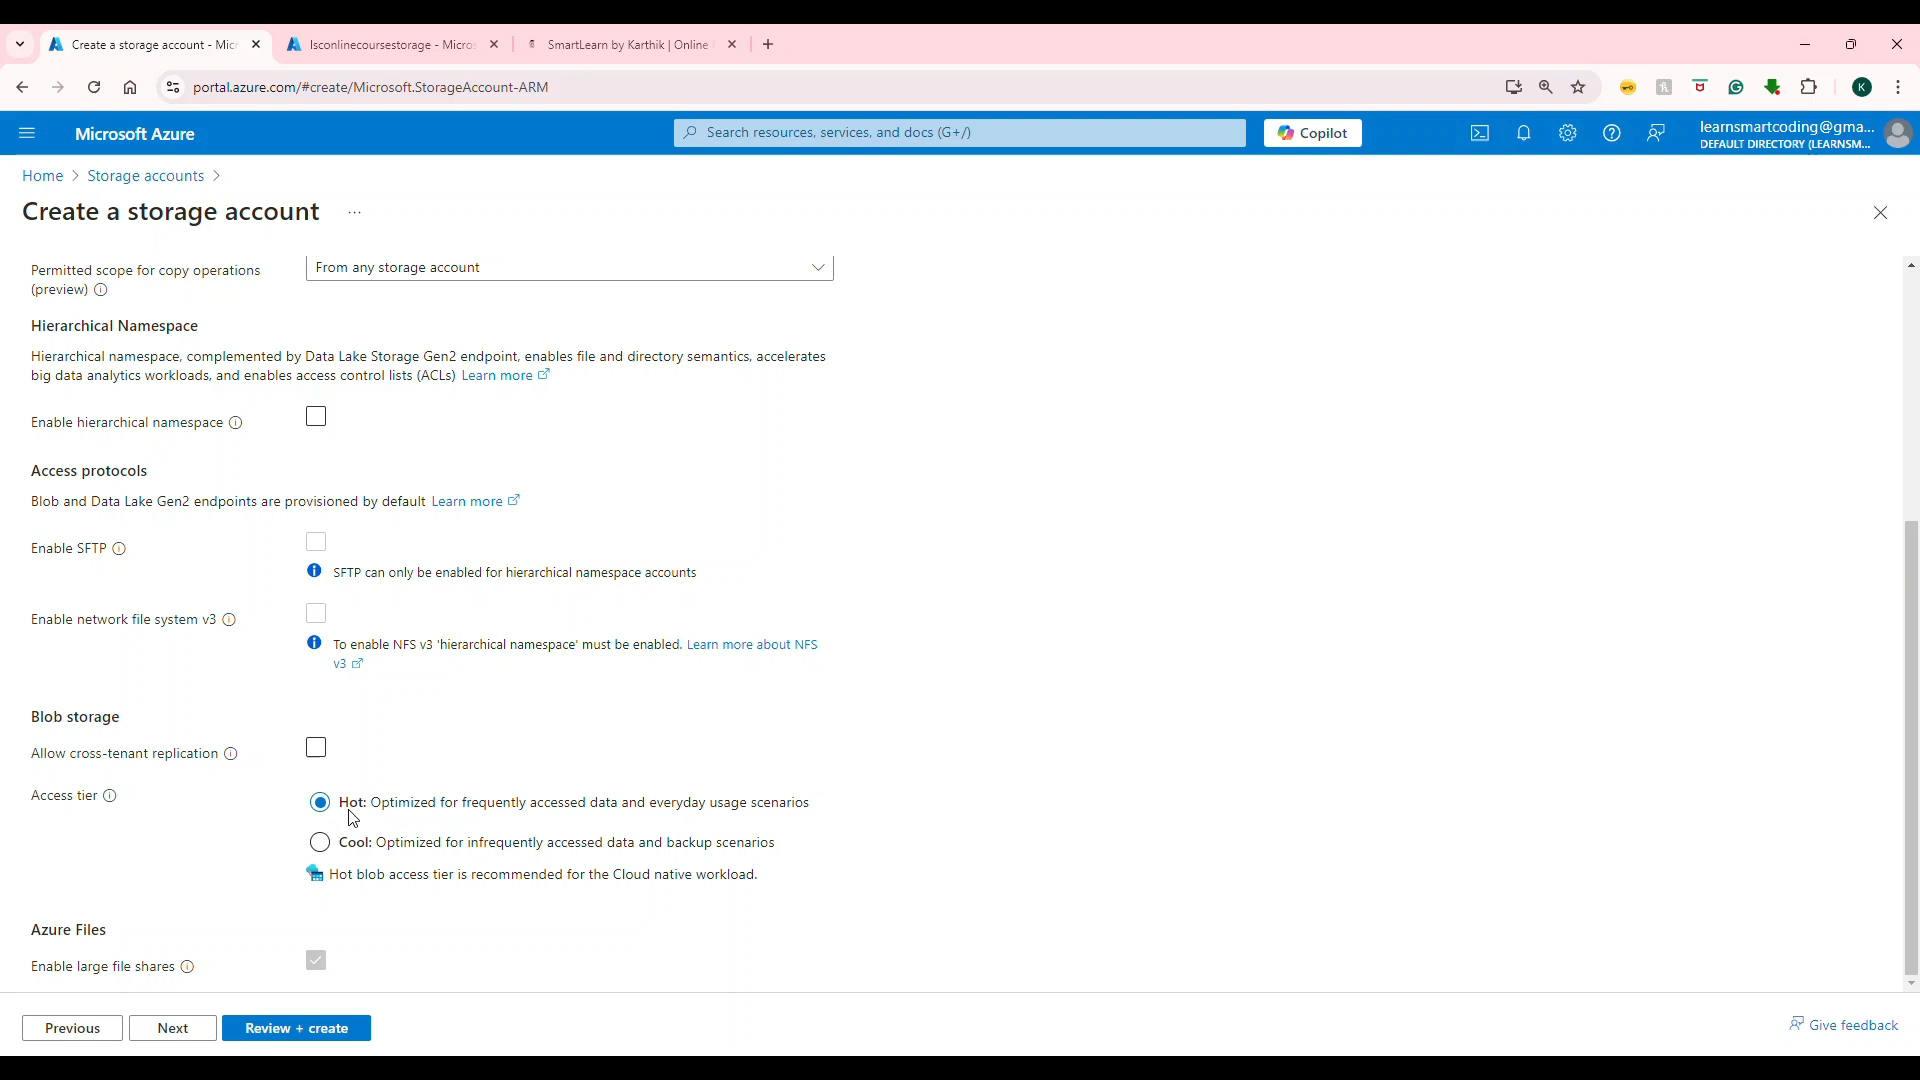 Create a storage account - Mic
lsconlinecoursestorage - Micros
SmartLearn by Karthik | Online
portal.azure.com/#create/Microsoft.StorageAccount-ARM
K
Microsoft Azure
Search resources, services, and docs (G+/)
Copilot
learnsmartcoding@gma...
DEFAULT DIRECTORY (LEARNSM...
Home > Storage accounts >
Create a storage account ...
Permitted scope for copy operations
(preview)
From any storage account
Hierarchical Namespace
Hierarchical namespace, complemented by Data Lake Storage Gen2 endpoint, enables file and directory semantics, accelerates
big data analytics workloads, and enables access control lists (ACLs) Learn more
Enable hierarchical namespace
Access protocols
Blob and Data Lake Gen2 endpoints are provisioned by default Learn more
Enable SFTP
SFTP can only be enabled for hierarchical namespace accounts
Enable network file system v3
To enable NFS v3 'hierarchical namespace' must be enabled. Learn more about NFS
v3
Blob storage
Allow cross-tenant replication
Access tier
Hot: Optimized for frequently accessed data and everyday usage scenarios
Cool: Optimized for infrequently accessed data and backup scenarios
Hot blob access tier is recommended for the Cloud native workload.
Azure Files
Enable large file shares
Previous
Next
Review + create
Give feedback